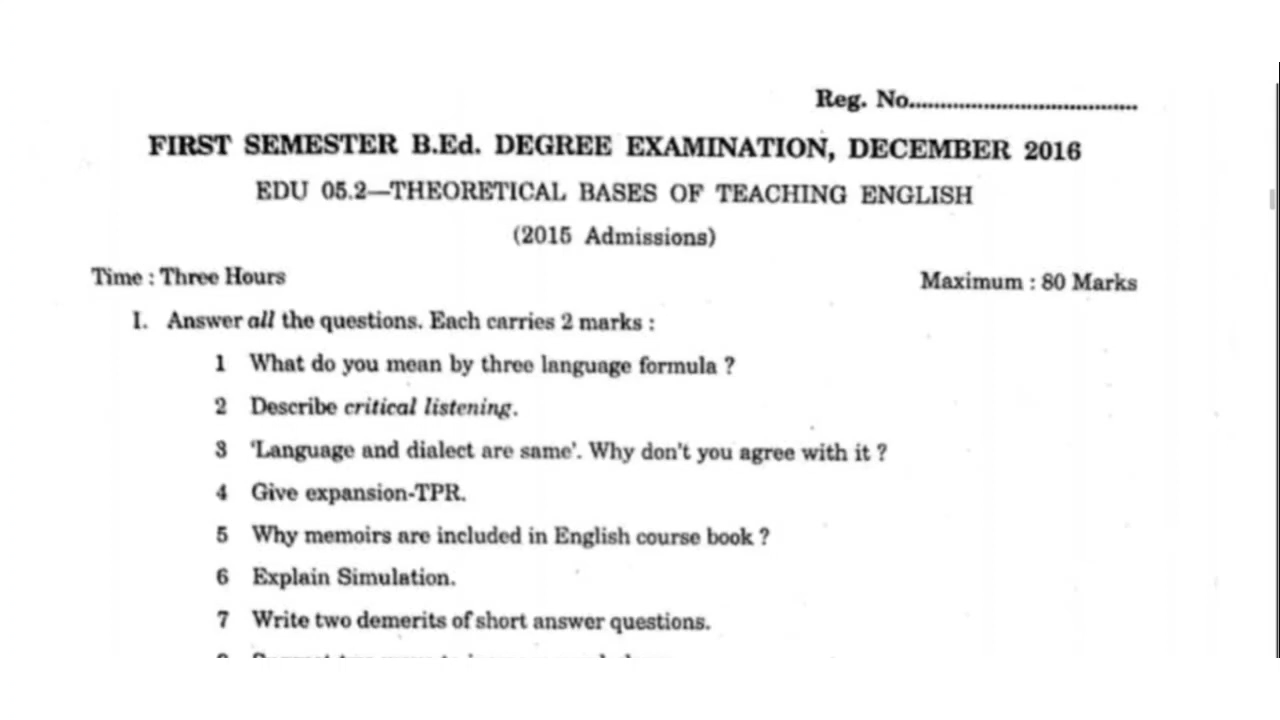 Reg. No......................................
FIRST SEMESTER B.Ed. DEGREE EXAMINATION, DECEMBER 2016
EDU 05.2—THEORETICAL BASES OF TEACHING ENGLISH
(2015 Admissions)
Time : Three Hours Maximum : 80 Marks
I. Answer all the questions. Each carries 2 marks :
1 What do you mean by three language formula ?
2 Describe critical listening.
3 'Language and dialect are same'. Why don't you agree with it ?
4 Give expansion-TPR.
5 Why memoirs are included in English course book ?
6 Explain Simulation.
7 Write two demerits of short answer questions.